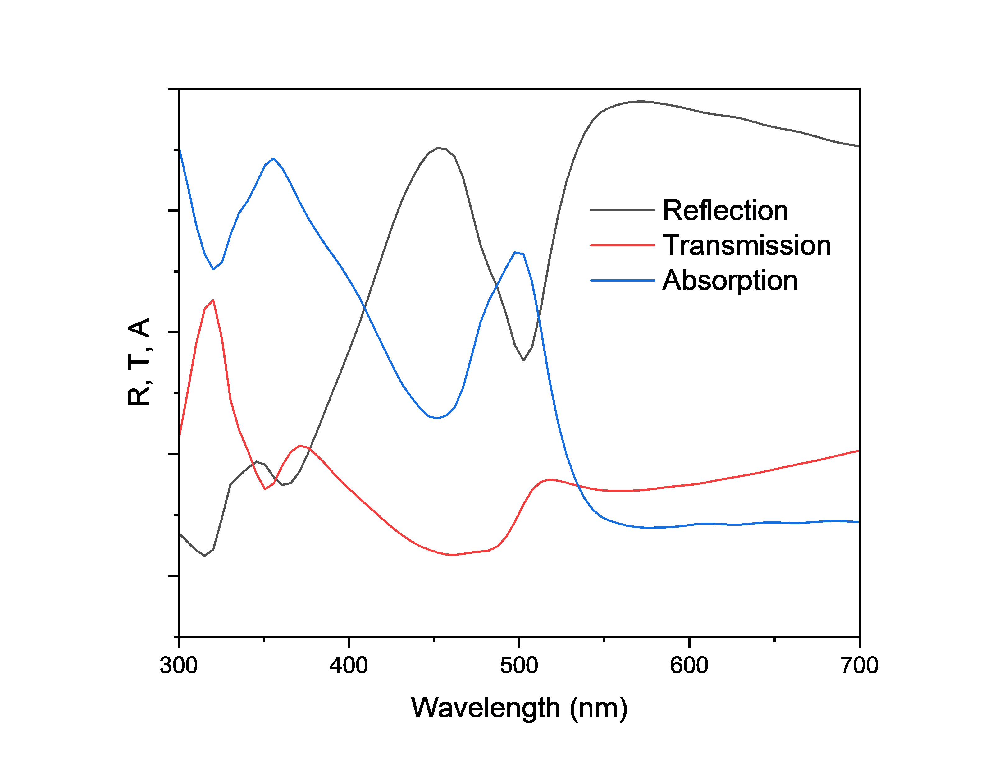 Reflection
Transmission
Absorption
R, T, A
300 400 500 600 700
Wavelength (nm)